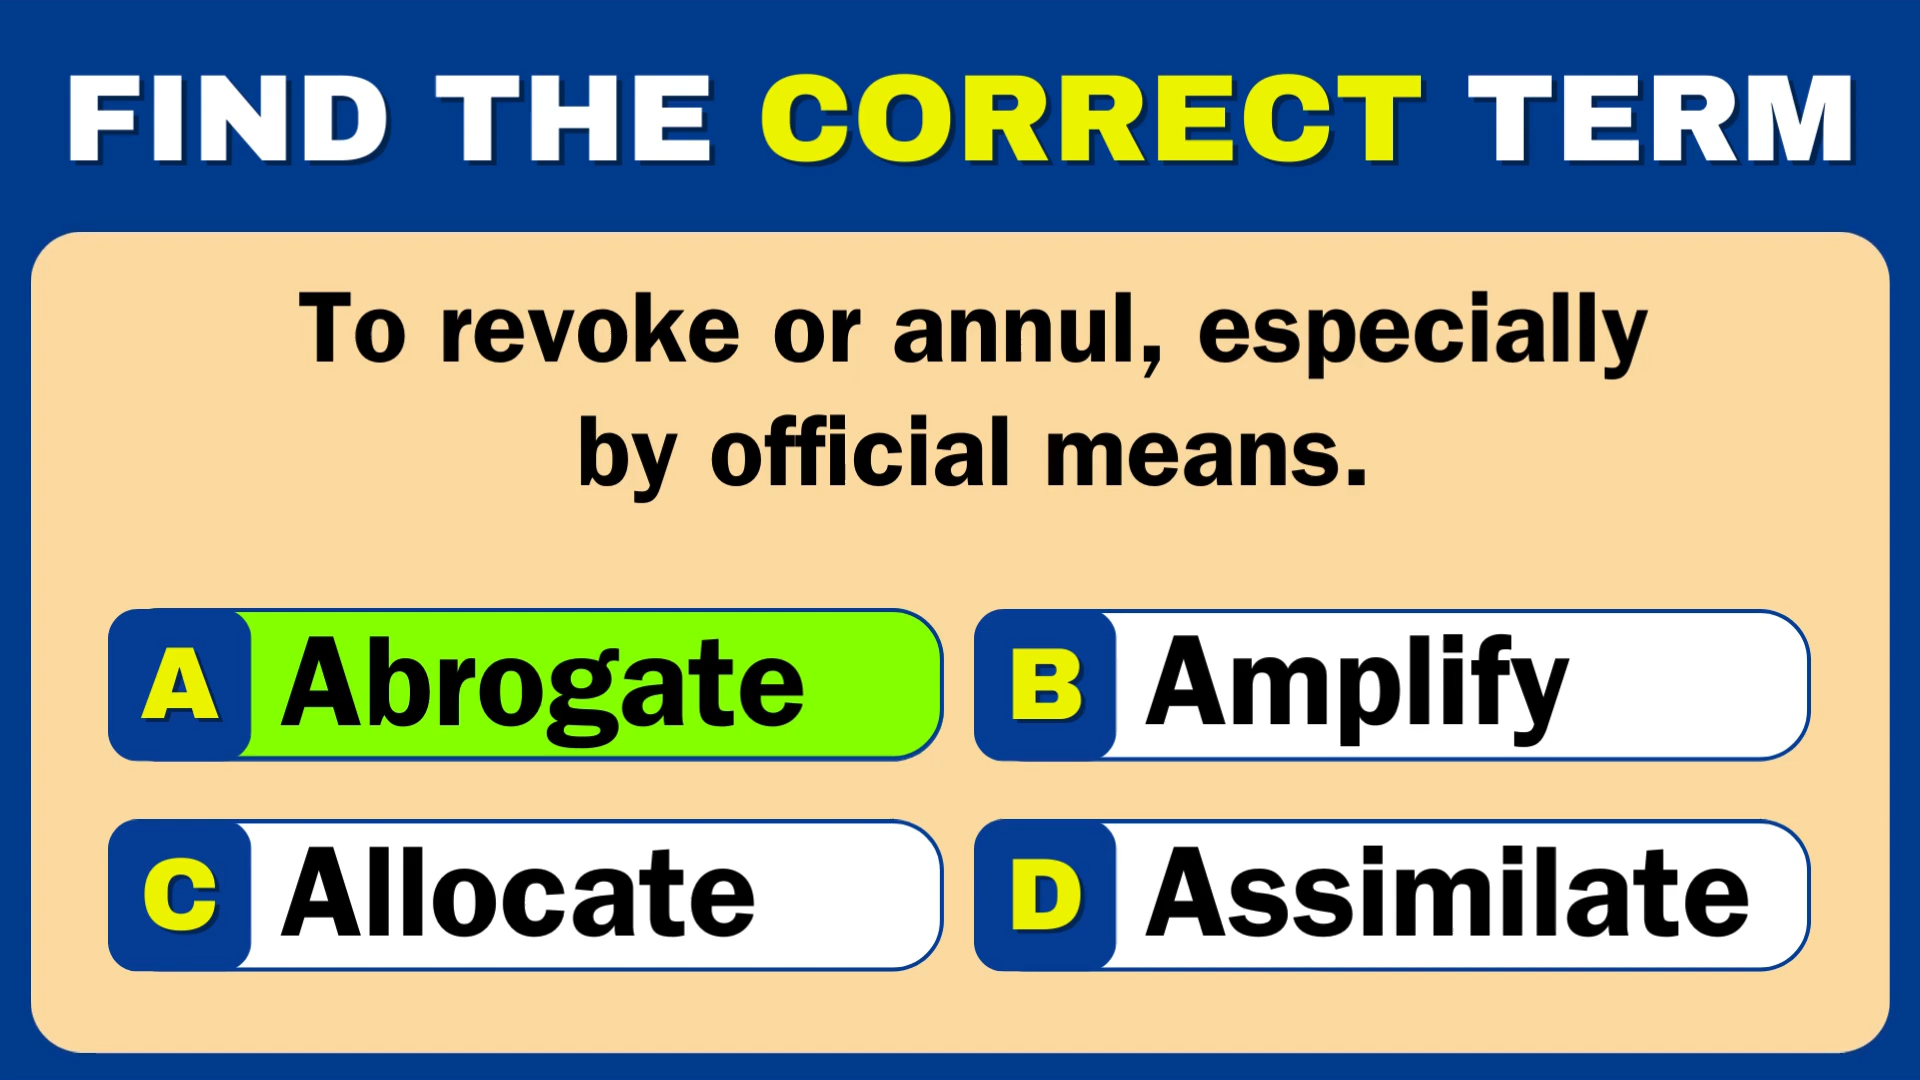 FIND THE CORRECT TERM
To revoke or annul, especially
by official means.
A Abrogate
B Amplify
C Allocate
D Assimilate